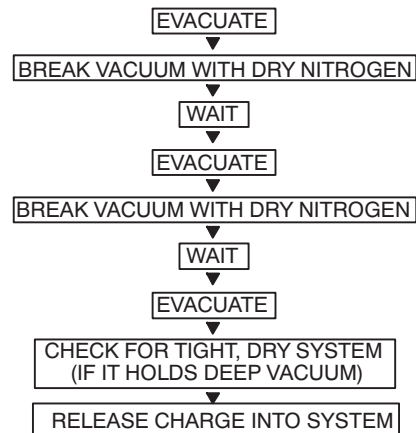 EVACUATE
BREAK VACUUM WITH DRY NITROGEN
WAIT
EVACUATE
BREAK VACUUM WITH DRY NITROGEN
WAIT
EVACUATE
CHECK FOR TIGHT, DRY SYSTEM
(IF IT HOLDS DEEP VACUUM)
RELEASE CHARGE INTO SYSTEM